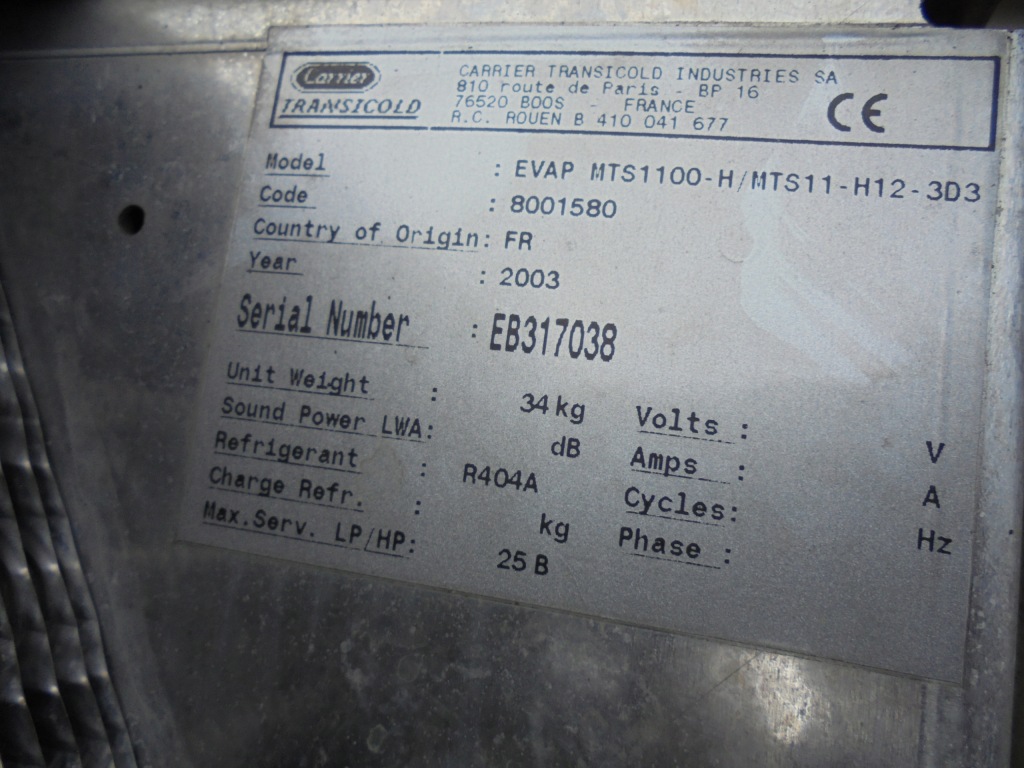 Carrier
TRANSICOLD
CARRIER TRANSICOLD INDUSTRIES SA
810 route de Paris - BP 16
76520 BOOS - FRANCE
R.C. ROUEN B 410 041 677
CE
Model : EVAP MTS1100-H/MTS11-H12-3D3
Code : 8001580
Country of Origin: FR
Year : 2003
Serial Number : EB317038
Unit Weight : 34kg Volts : V
Sound Power LWA: dB Amps : A
Refrigerant : R404A Cycles: Hz
Charge Refr. : kg Phase :
Max.Serv. LP/HP: 25 B